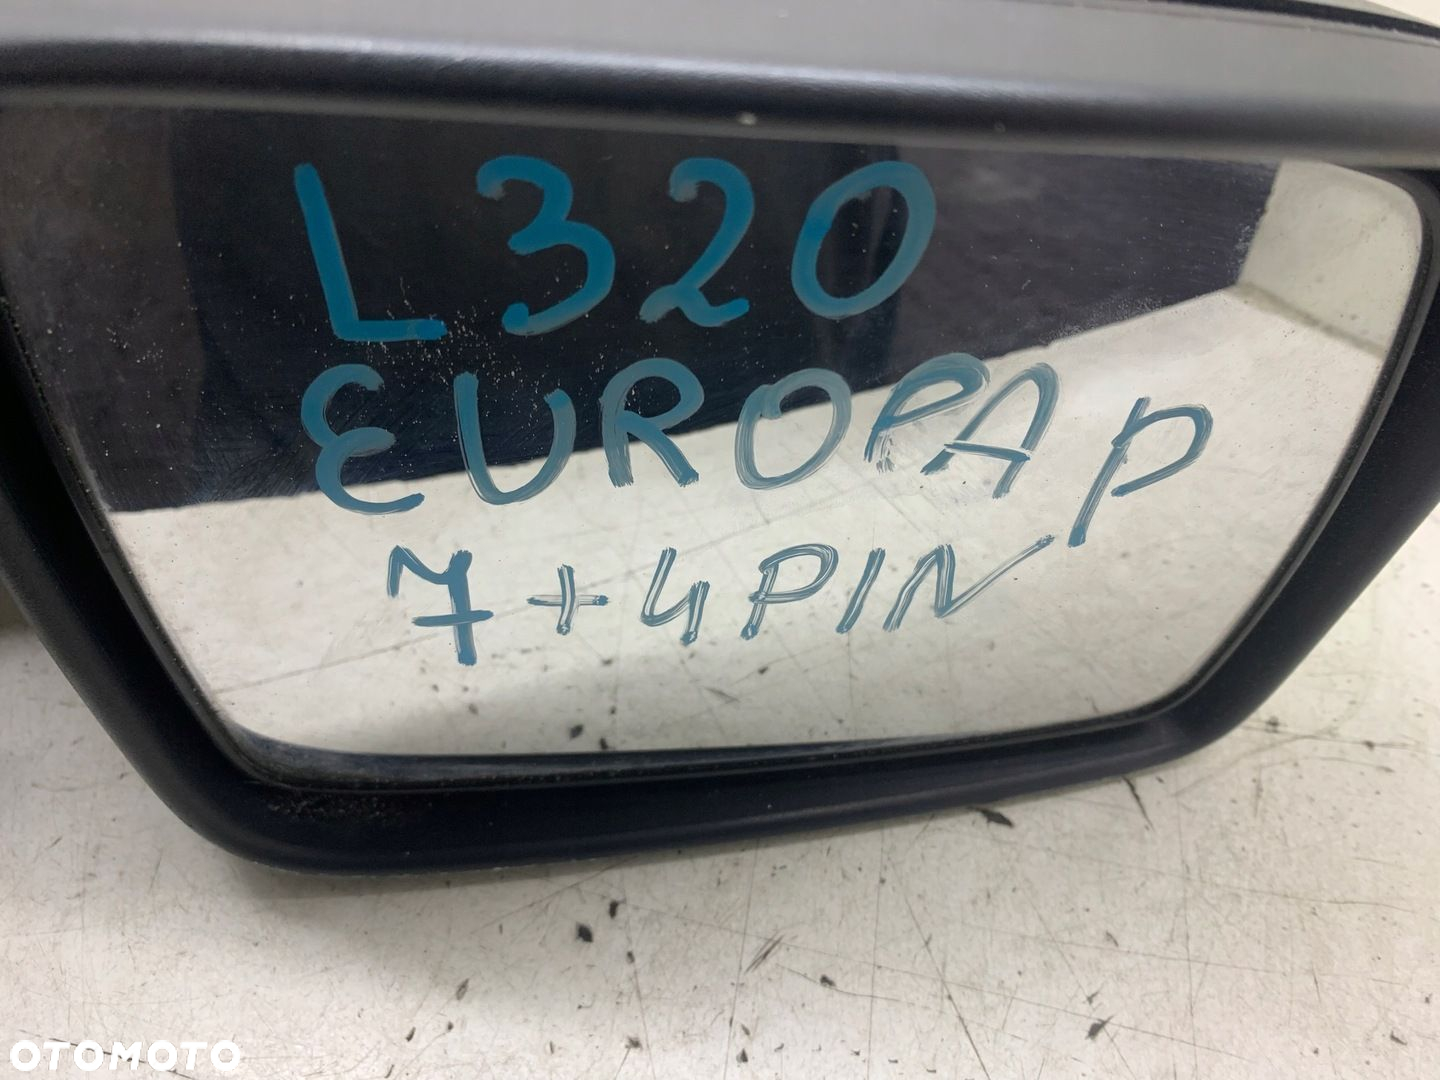 L320
EUROPA P
7+4PIN
OTOMOTO